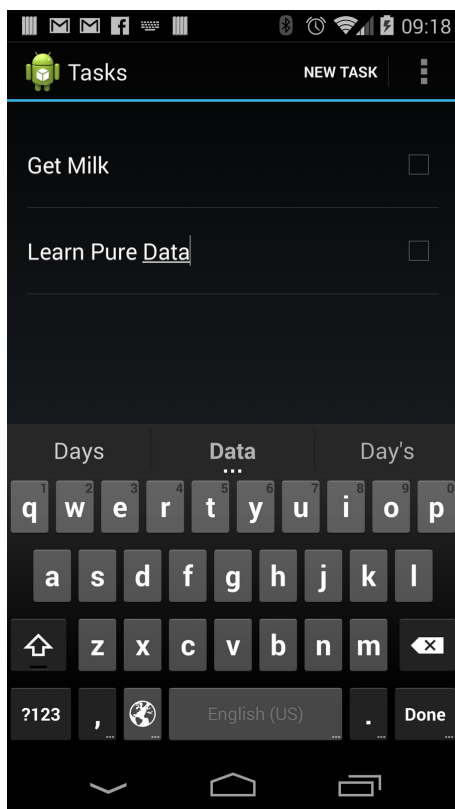 09:18
Tasks NEW TASK
Get Milk
Learn Pure Data
Days Data Day's
1 2 3 4 5 6 7 8 9 0
q w e r t y u i o p
a s d f g h j k l
z x c v b n m
?123 , English (US) . Done